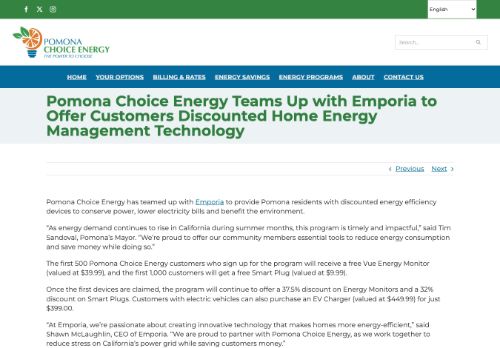 English
POMONA
CHOICE ENERGY
THE POWER TO CHOOSE
Search...
HOME YOUR OPTIONS BILLING & RATES ENERGY SAVINGS ENERGY PROGRAMS ABOUT CONTACT US
Pomona Choice Energy Teams Up with Emporia to
Offer Customers Discounted Home Energy
Management Technology
Previous Next
Pomona Choice Energy has teamed up with Emporia to provide Pomona residents with discounted energy efficiency
devices to conserve power, lower electricity bills and benefit the environment.
“As energy demand continues to rise in California during summer months, this program is timely and impactful,” said Tim
Sandoval, Pomona’s Mayor. “We’re proud to offer our community members essential tools to reduce energy consumption
and save money while doing so.”
The first 500 Pomona Choice Energy customers who sign up for the program will receive a free Vue Energy Monitor
(valued at $39.99), and the first 1,000 customers will get a free Smart Plug (valued at $9.99).
Once the first devices are claimed, the program will continue to offer a 37.5% discount on Energy Monitors and a 32%
discount on Smart Plugs. Customers with electric vehicles can also purchase an EV Charger (valued at $449.99) for just
$399.00.
“At Emporia, we’re passionate about creating innovative technology that makes homes more energy-efficient,” said
Shawn McLaughlin, CEO of Emporia. “We are proud to partner with Pomona Choice Energy, as we work together to
reduce stress on California’s power grid while saving customers money.”